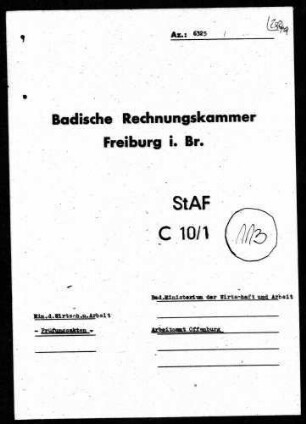 Az.: 6325
Badische Rechnungskammer
Freiburg i. Br.
StAF
C 10/1
113
Bad.Ministerium der Wirtschaft und Arbeit
Min.d.Wirtsch.u.Arbeit
- Prüfungsakten -
Arbeitsamt Offenburg